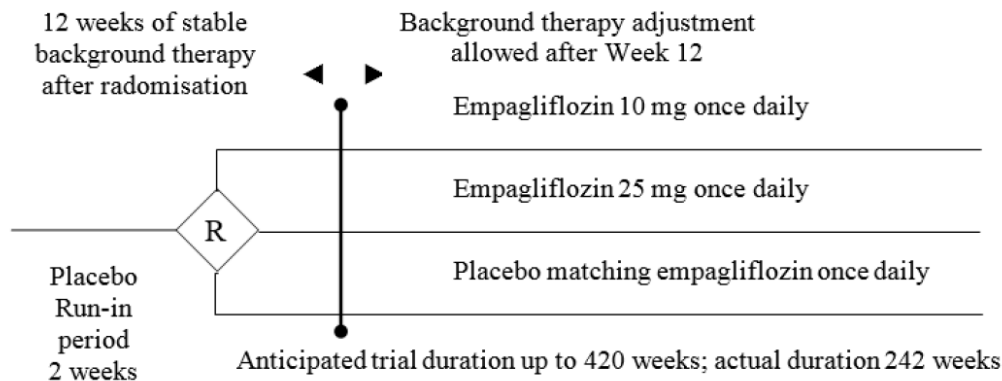 12 weeks of stable
background therapy
after radomisation
Background therapy adjustment
allowed after Week 12
Empagliflozin 10 mg once daily
Empagliflozin 25 mg once daily
R
Placebo matching empagliflozin once daily
Placebo
Run-in
period
2 weeks
Anticipated trial duration up to 420 weeks; actual duration 242 weeks